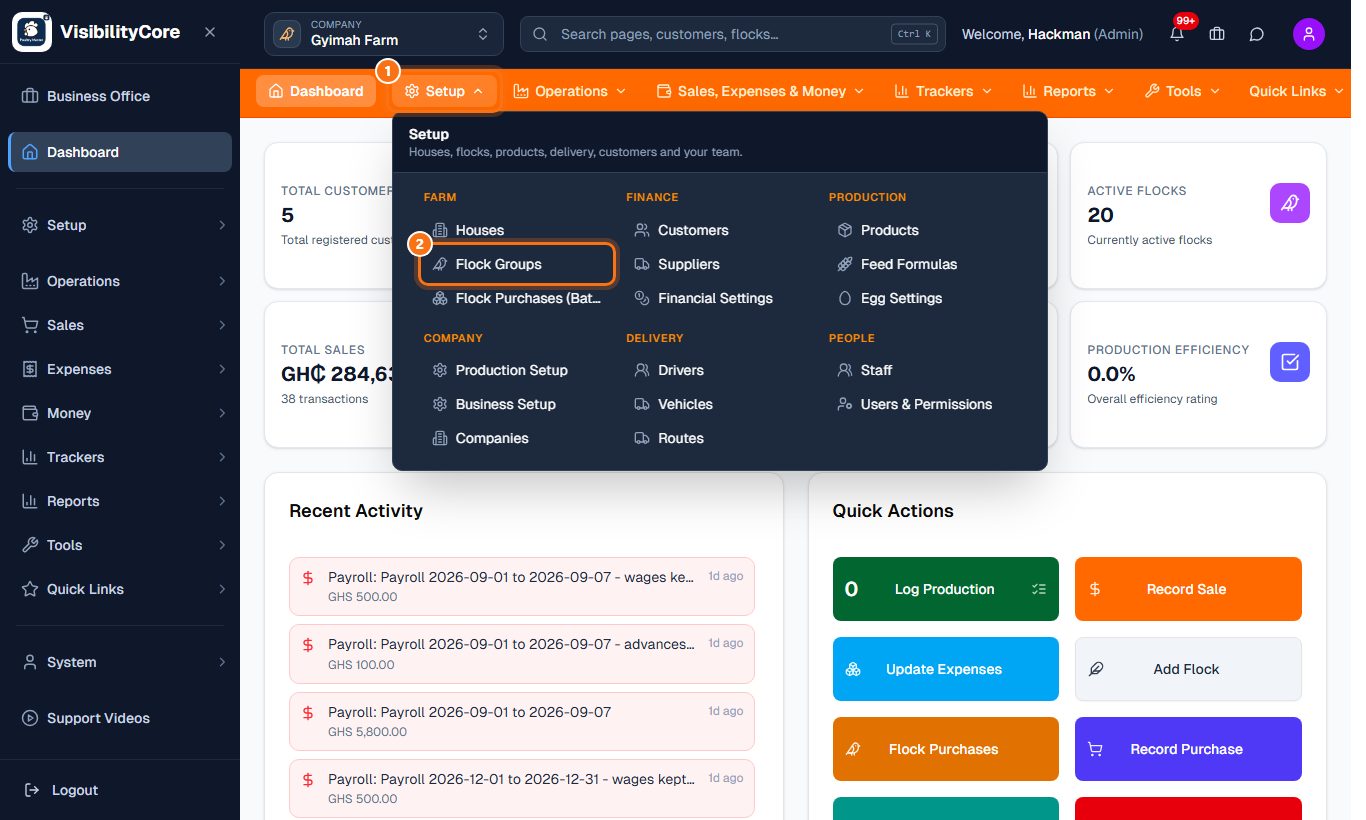 VisibilityCore
COMPANY
Gyimah Farm
Search pages, customers, flocks...
Ctrl K
Welcome, Hackman (Admin)
99+
Business Office
Dashboard
Setup
Operations
Sales
Expenses
Money
Trackers
Reports
Tools
Quick Links
System
Support Videos
Logout
1
Dashboard
Setup
Operations
Sales, Expenses & Money
Trackers
Reports
Tools
Quick Links
Setup
Houses, flocks, products, delivery, customers and your team.
FARM
Houses
2
Flock Groups
Flock Purchases (Bat...
FINANCE
Customers
Suppliers
Financial Settings
PRODUCTION
Products
Feed Formulas
Egg Settings
COMPANY
Production Setup
Business Setup
Companies
DELIVERY
Drivers
Vehicles
Routes
PEOPLE
Staff
Users & Permissions
TOTAL CUSTOMER
5
Total registered cust
ACTIVE FLOCKS
20
Currently active flocks
TOTAL SALES
GH₵ 284,63
38 transactions
PRODUCTION EFFICIENCY
0.0%
Overall efficiency rating
Recent Activity
Payroll: Payroll 2026-09-01 to 2026-09-07 - wages ke...
1d ago
GHS 500.00
Payroll: Payroll 2026-09-01 to 2026-09-07 - advances...
1d ago
GHS 100.00
Payroll: Payroll 2026-09-01 to 2026-09-07
1d ago
GHS 5,800.00
Payroll: Payroll 2026-12-01 to 2026-12-31 - wages kept...
1d ago
GHS 500.00
Quick Actions
Log Production
Record Sale
Update Expenses
Add Flock
Flock Purchases
Record Purchase